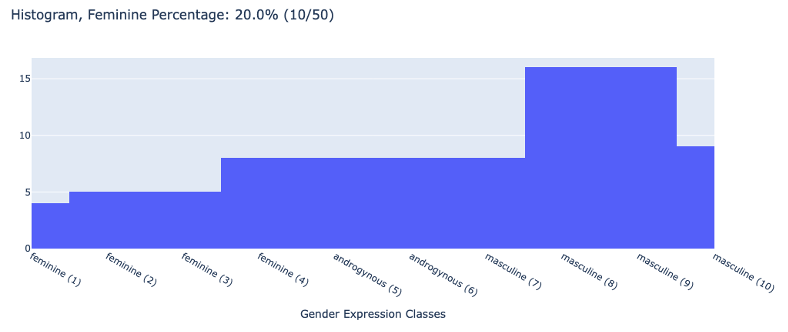 Histogram, Feminine Percentage: 20.0% (10/50)
15
10
5
0
feminine (1)
feminine (2)
feminine (3)
feminine (4)
androgynous (5)
androgynous (6)
masculine (7)
masculine (8)
masculine (9)
masculine (10)
Gender Expression Classes